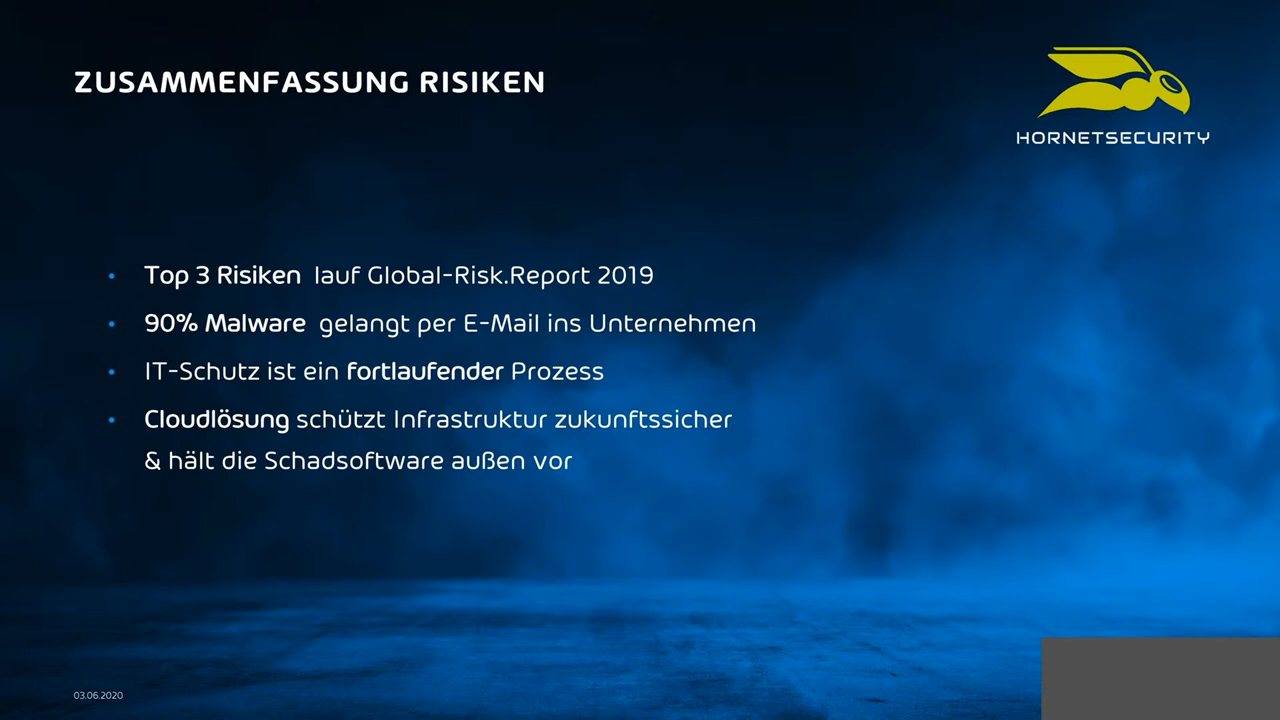 ZUSAMMENFASSUNG RISIKEN
HORNETSECURITY
• Top 3 Risiken lauf Global-Risk.Report 2019
• 90% Malware gelangt per E-Mail ins Unternehmen
• IT-Schutz ist ein fortlaufender Prozess
• Cloudlösung schützt Infrastruktur zukunftssicher
& hält die Schadsoftware außen vor
03.06.2020